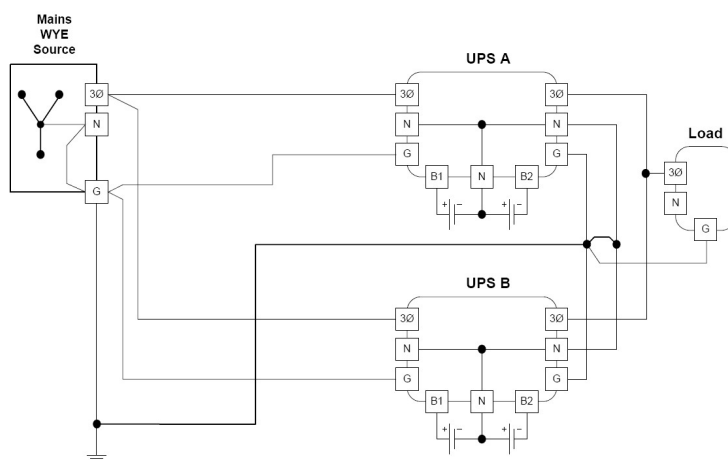 Mains
WYE
Source
UPS A
3Ø
3Ø
3Ø
N
N
N
Load
G
G
3Ø
B1
N
B2
G
N
+ −
+ −
G
UPS B
3Ø
3Ø
N
N
G
G
B1
N
B2
+ −
+ −